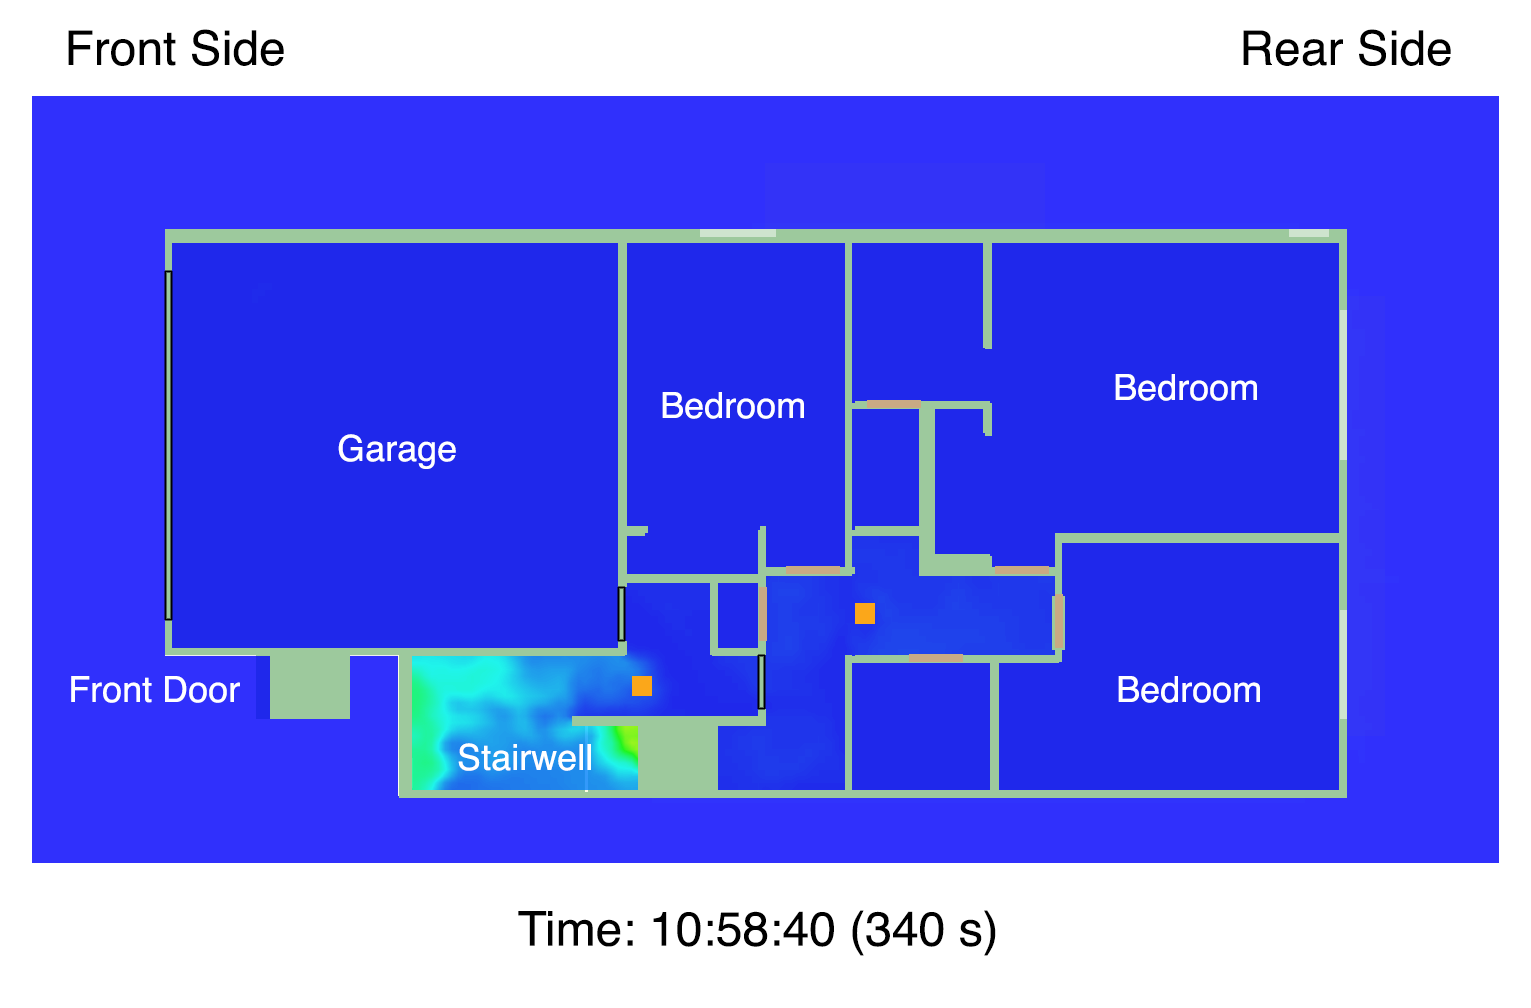 Front Side
Rear Side
Bedroom
Bedroom
Garage
Front Door
Bedroom
Stairwell
Time: 10:58:40 (340 s)